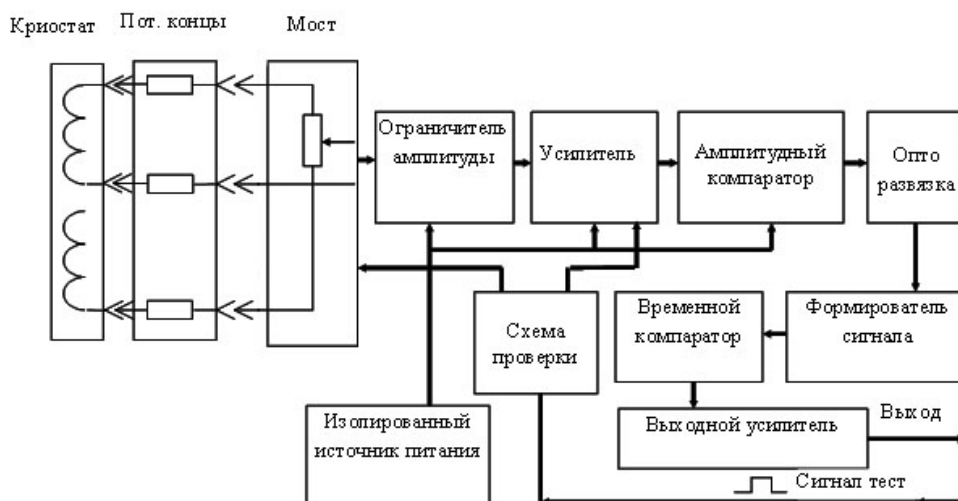 Криостат
Пот. концы
Мост
Ограничитель
амплитуды
Усилитель
Амплитудный
компаратор
Опто
развязка
Схема
проверки
Временной
компаратор
Формирователь
сигнала
Изолированный
источник питания
Выходной усилитель
Выход
Сигнал тест